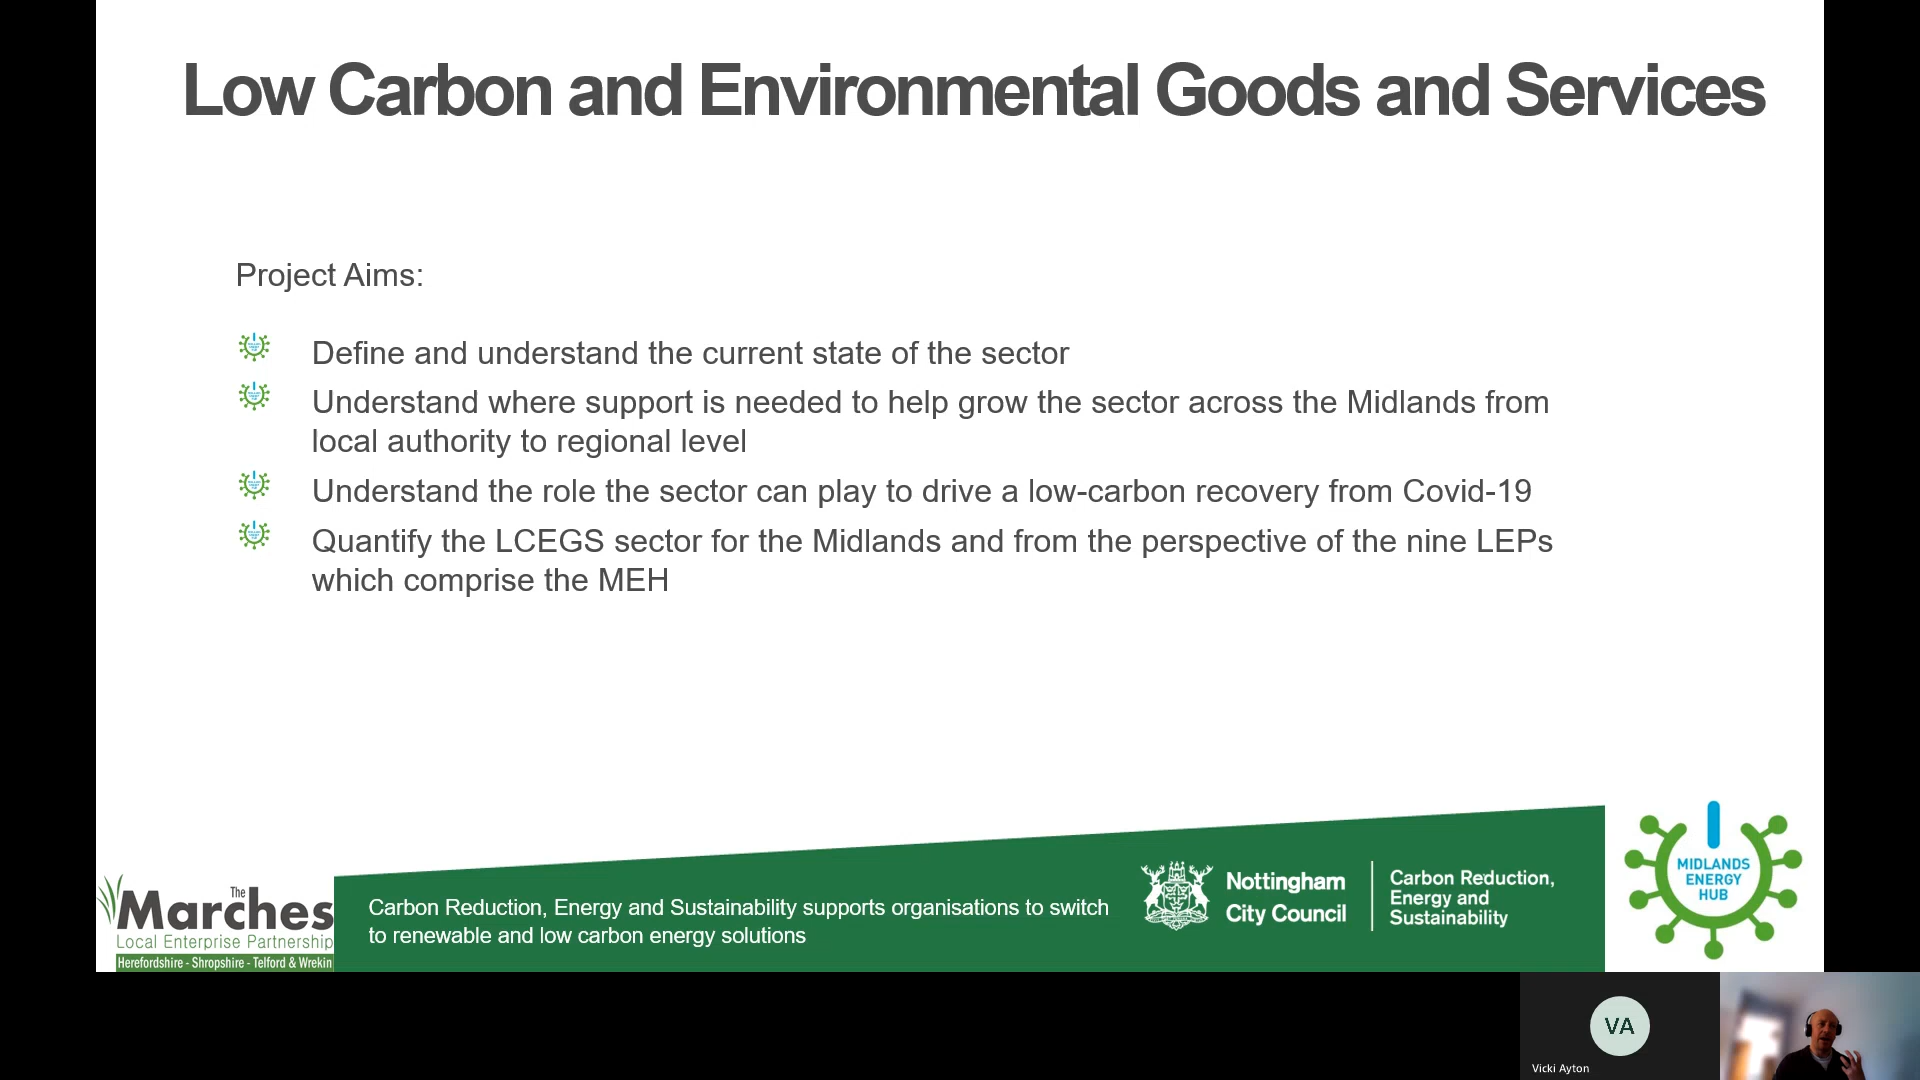 Low Carbon and Environmental Goods and Services
Project Aims:
Define and understand the current state of the sector
Understand where support is needed to help grow the sector across the Midlands from
local authority to regional level
Understand the role the sector can play to drive a low-carbon recovery from Covid-19
Quantify the LCEGS sector for the Midlands and from the perspective of the nine LEPs
which comprise the MEH
The
Marches
Local Enterprise Partnership
Herefordshire - Shropshire - Telford & Wrekin
Carbon Reduction, Energy and Sustainability supports organisations to switch
to renewable and low carbon energy solutions
Nottingham
City Council
Carbon Reduction,
Energy and
Sustainability
MIDLANDS
ENERGY
HUB
VA
Vicki Ayton